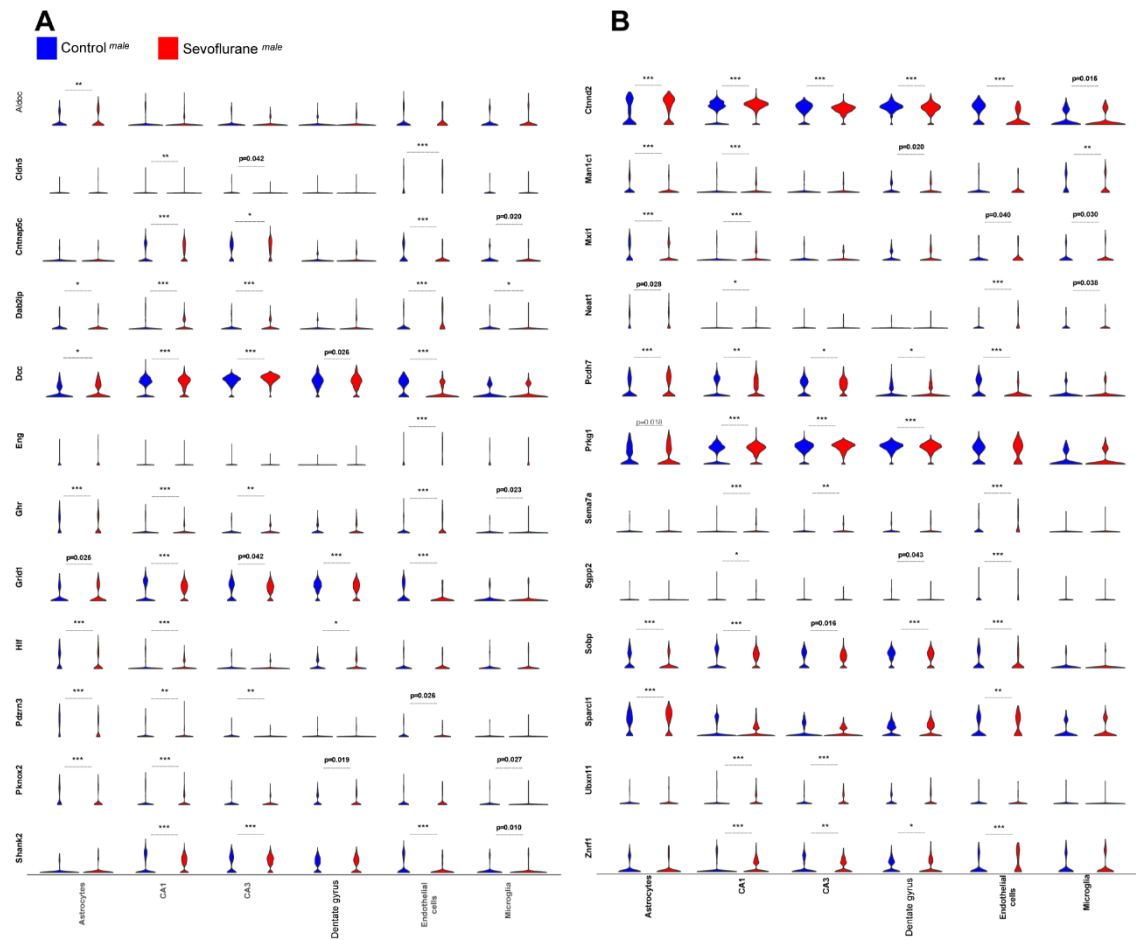 A
Control male
Sevoflurane male
Aldoc
**
Cldn5
**
p=0.042
***
Cntnap5c
***
*
***
p=0.020
Dab2ip
*
***
***
***
*
Dcc
*
***
***
p=0.026
***
Eng
***
Ghr
***
***
**
***
p=0.023
Grid1
p=0.025
***
p=0.042
***
***
Hlf
***
***
*
Pdzrn3
***
**
**
p=0.026
Pknox2
***
***
p=0.019
p=0.027
Shank2
***
***
***
p=0.010
Astrocytes
CA1
CA3
Dentate gyrus
Endothelial
cells
Microglia
B
Ctnnd2
***
***
***
***
***
p=0.015
Man1c1
***
***
p=0.020
**
Mxi1
***
***
p=0.040
p=0.030
Neat1
p=0.028
*
***
p=0.038
Pcdh7
***
**
*
*
***
Prkg1
p=0.018
***
***
***
Sema7a
***
**
***
Sgpp2
*
p=0.043
***
Sobp
***
***
p=0.016
***
***
Sparcl1
***
**
Ubxn11
***
***
Znrf1
***
**
*
***
Astrocytes
CA1
CA3
Dentate gyrus
Endothelial
cells
Microglia